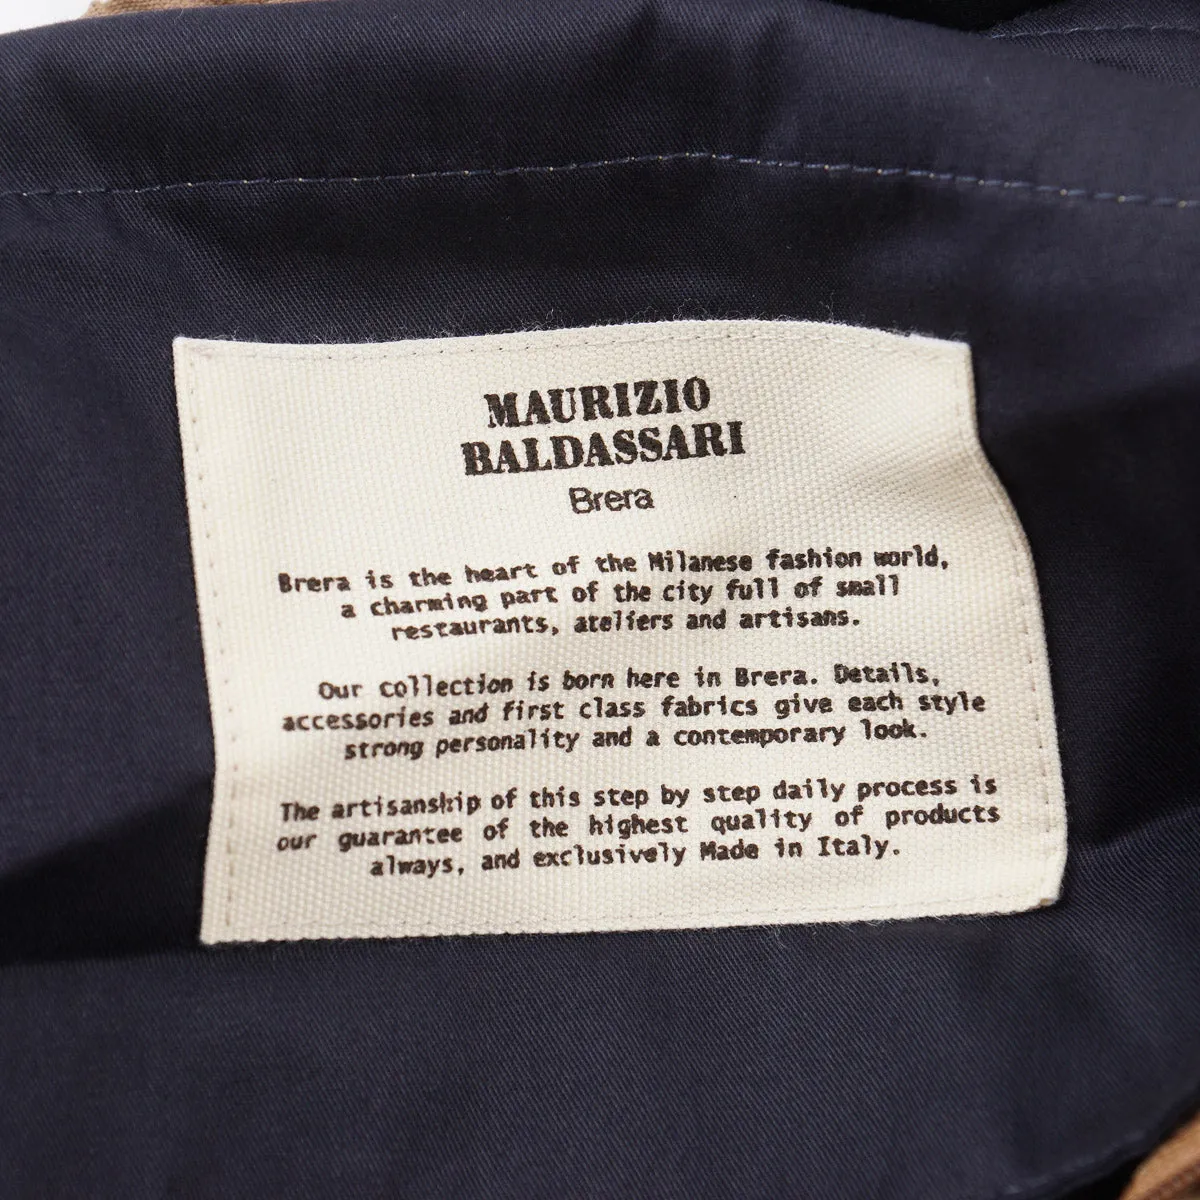 MAURIZIO
BALDASSARI
Brera
Brera is the heart of the Milanese fashion world,
a charming part of the city full of small
restaurants, ateliers and artisans.
Our collection is born here in Brera. Details,
accessories and first class fabrics give each style
strong personality and a contemporary look.
The artisanship of this step by step daily process is
our guarantee of the highest quality of products
always, and exclusively Made in Italy.